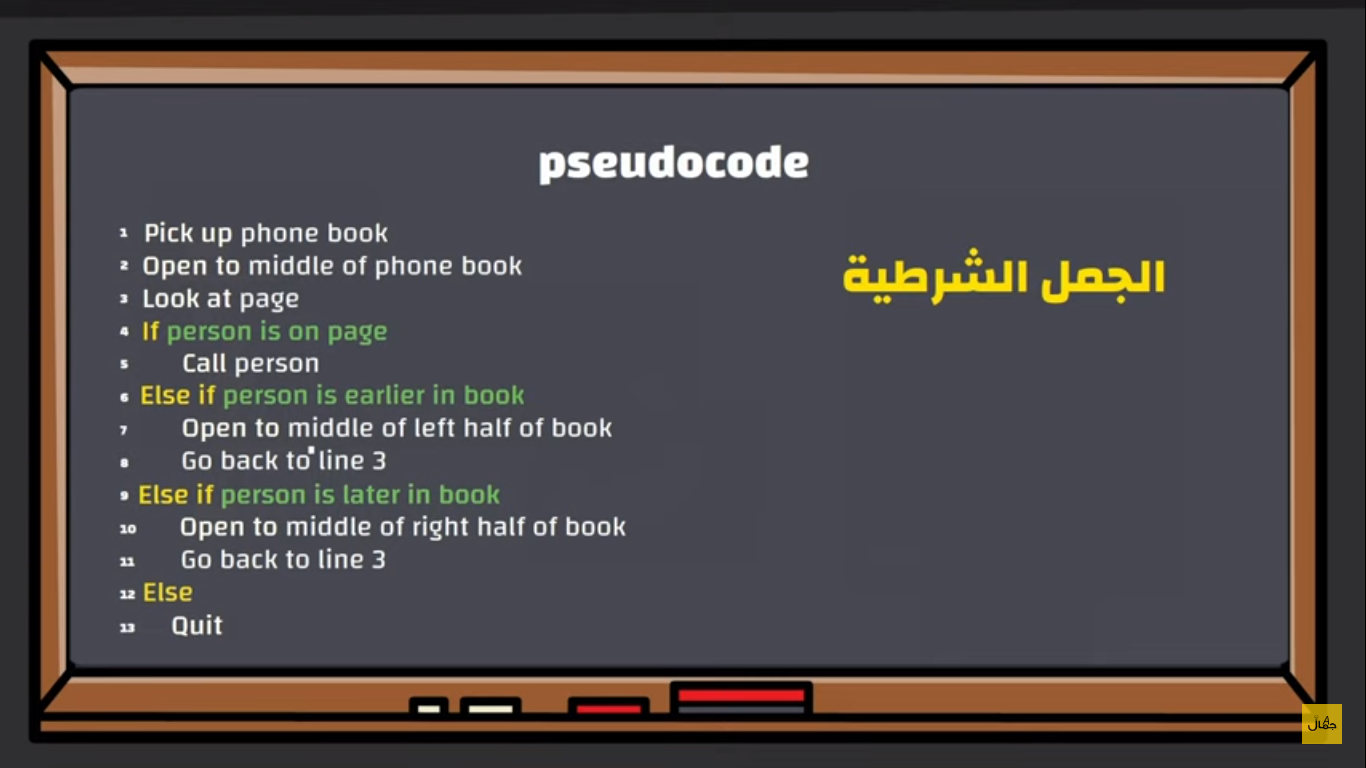 pseudocode
1 Pick up phone book
2 Open to middle of phone book
3 Look at page
4 If person is on page
5 Call person
6 Else if person is earlier in book
7 Open to middle of left half of book
8 Go back to line 3
9 Else if person is later in book
10 Open to middle of right half of book
11 Go back to line 3
12 Else
13 Quit
الجمل الشرطية
جمال